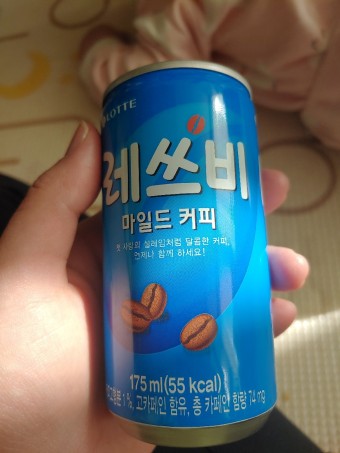 LOTTE
레쓰비
마일드 커피
첫 사랑의 설레임처럼 달콤한 커피,
언제나 함께 하세요!
175 ml(55 kcal)
1%, 고카페인 함유, 총 카페인 함량 74 mg